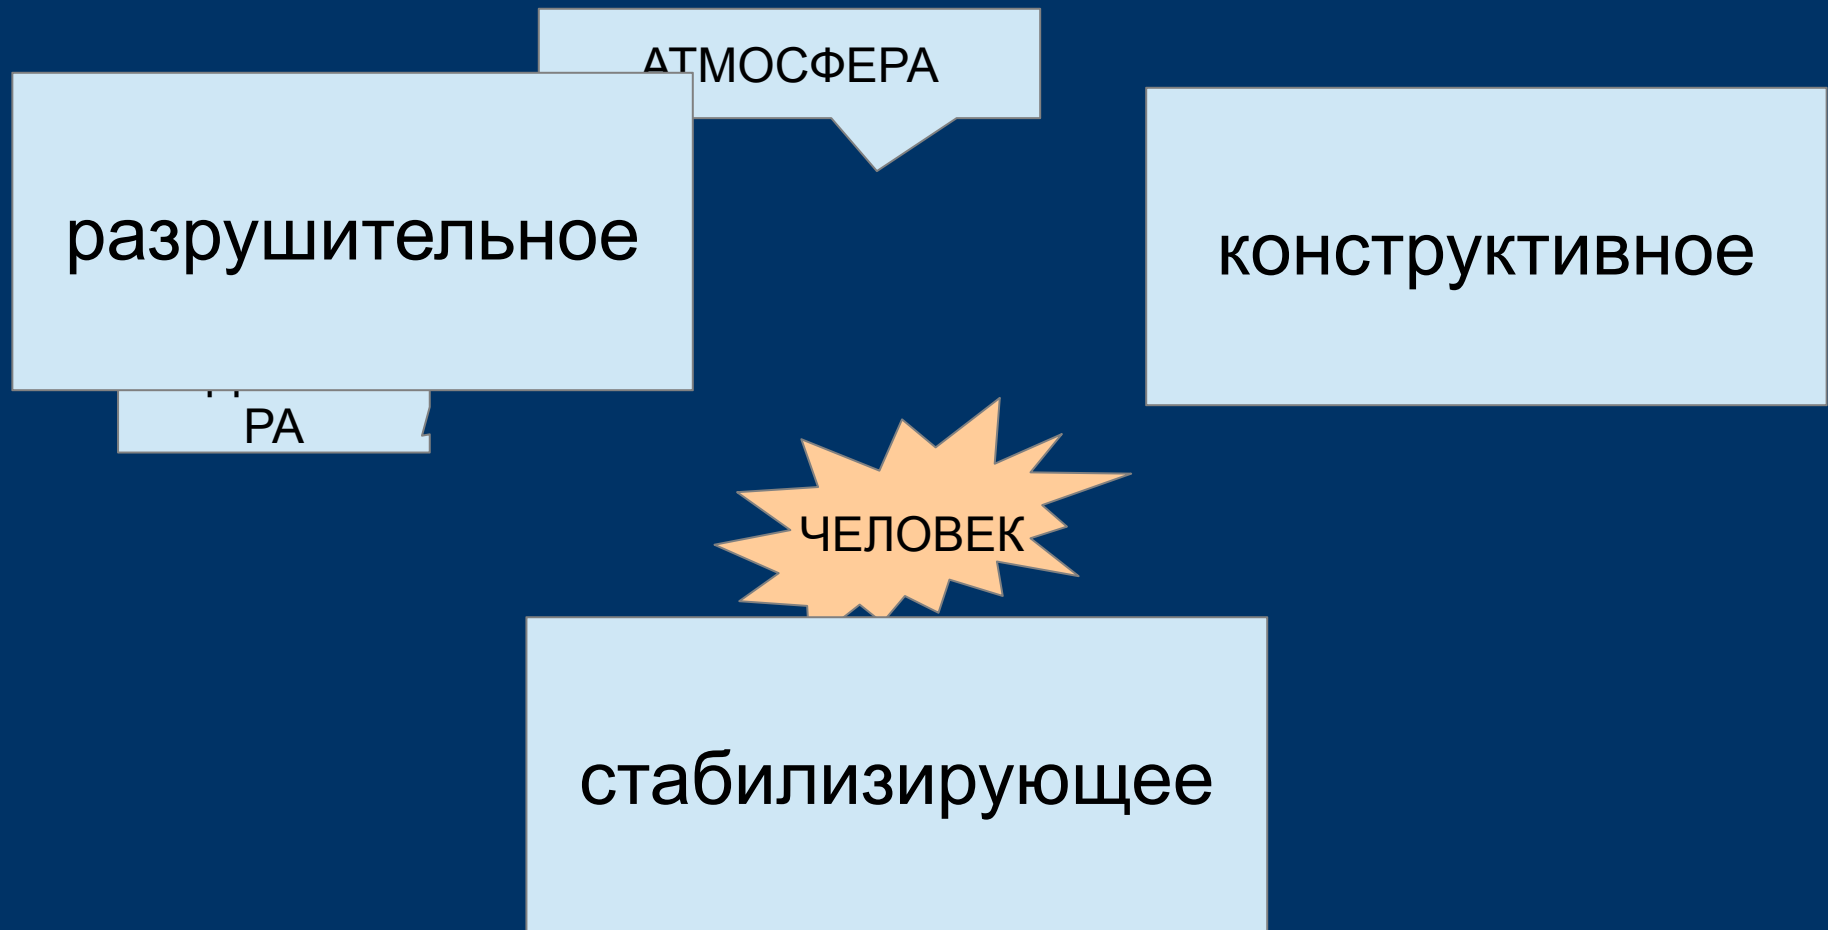 АТМОСФЕРА
разрушительное
конструктивное
РА
ЧЕЛОВЕК
стабилизирующее